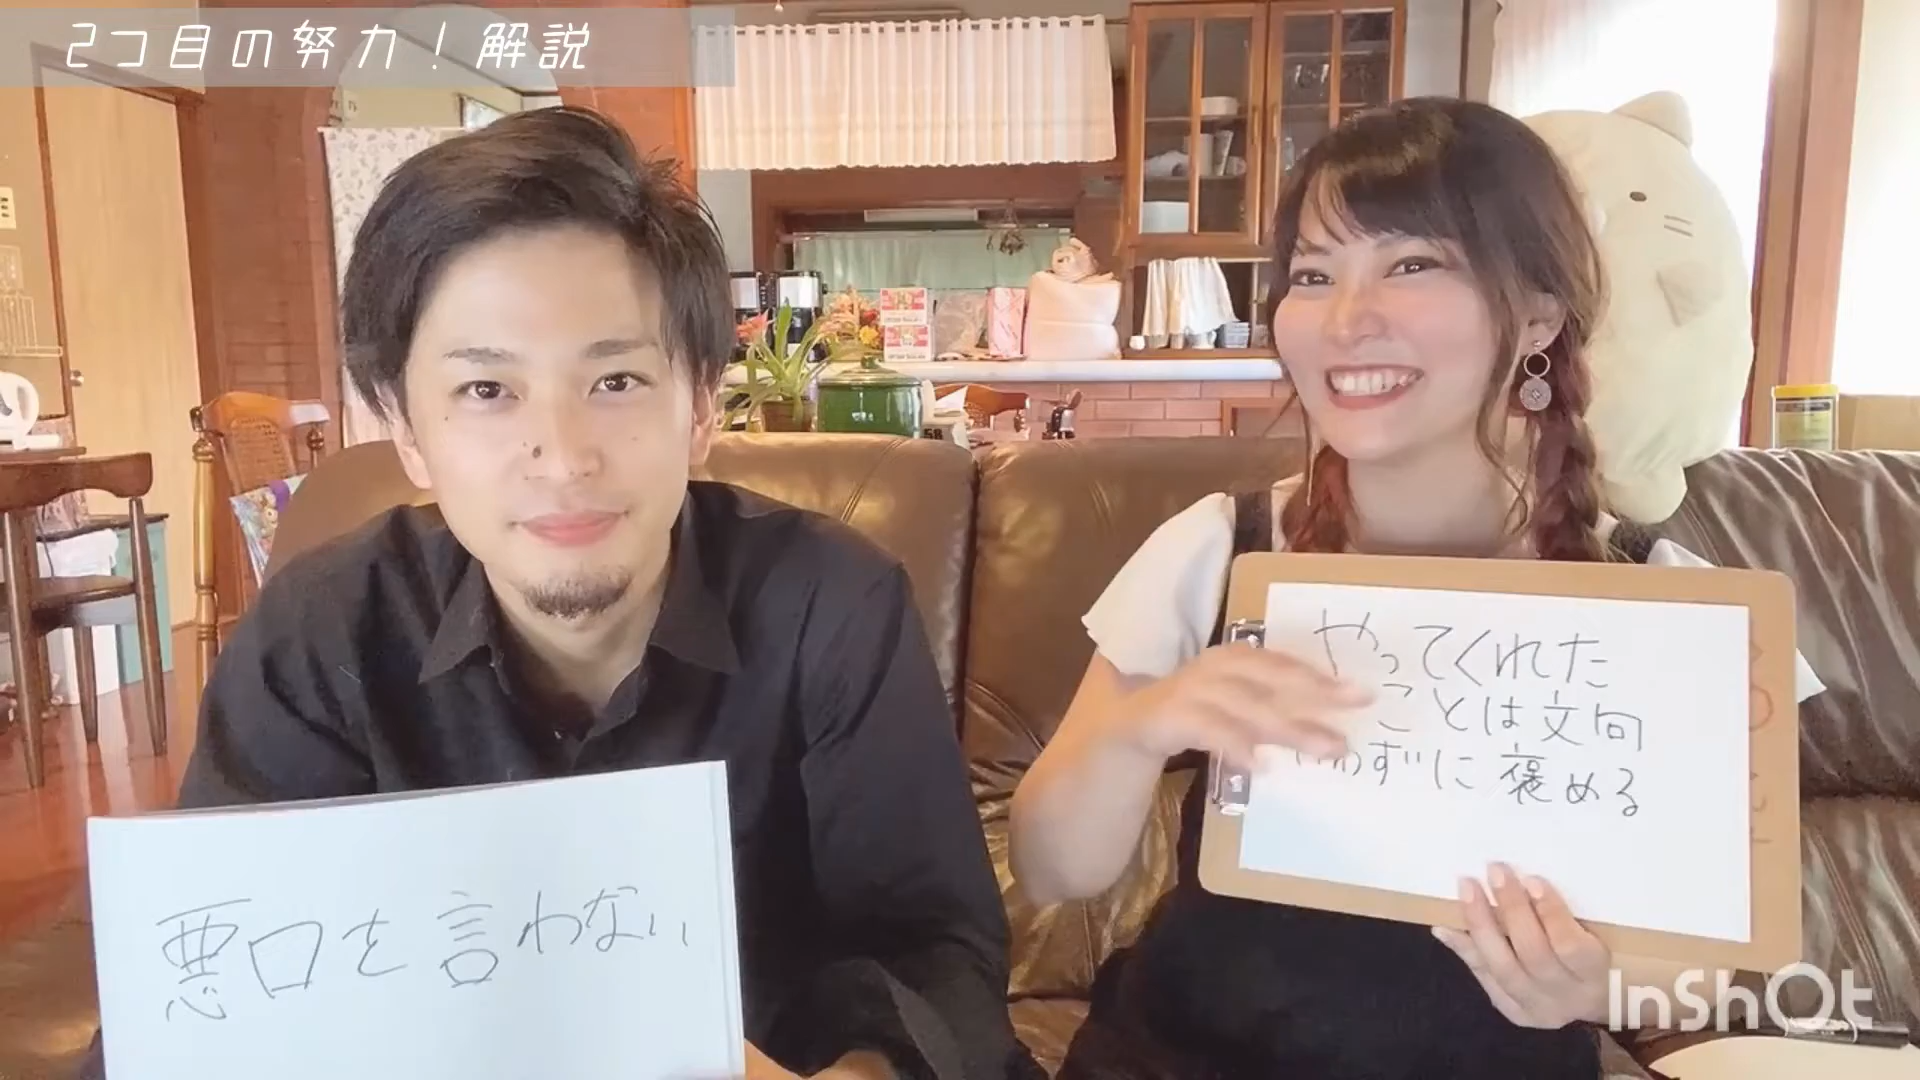 2つ目の努力！解説
やってくれた
ことは文句
わずに褒める
悪口を言わない
InShOt